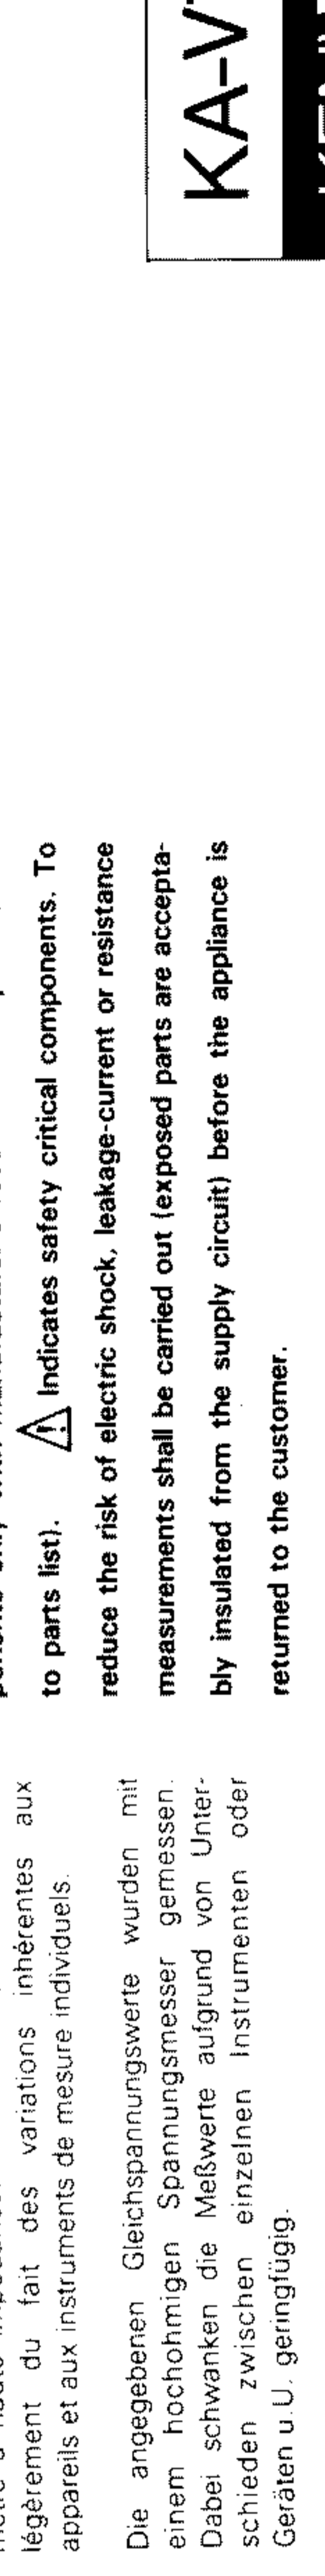 légèrement du fait des variations inhérentes aux
appareils et aux instruments de mesure individuels.
Die angegebenen Gleichspannungswerte wurden mit
einem hochohmigen Spannungsmesser gemessen.
Dabei schwanken die Meßwerte aufgrund von Unter-
schieden zwischen einzelnen Instrumenten oder
Geräten u.U. geringfügig.
to parts list). ⚠ Indicates safety critical components. To
reduce the risk of electric shock, leakage-current or resistance
measurements shall be carried out (exposed parts are accepta-
bly insulated from the supply circuit) before the appliance is
returned to the customer.
KA-V